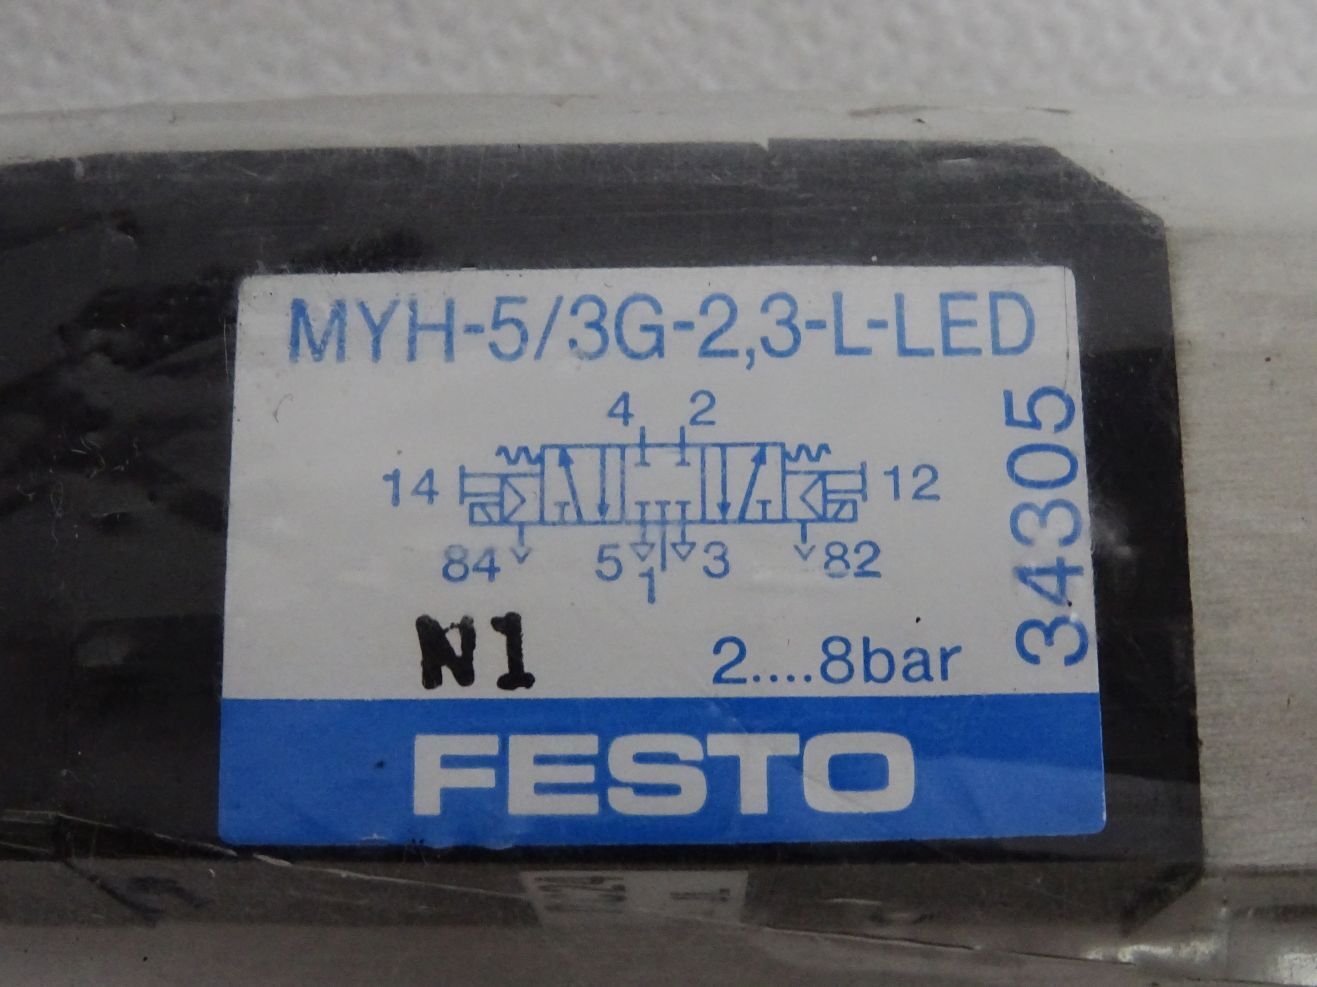 MYH-5/3G-2,3-L-LED
4 2
14 12
84 5 1 3 82
34305
N1 2....8bar
FESTO